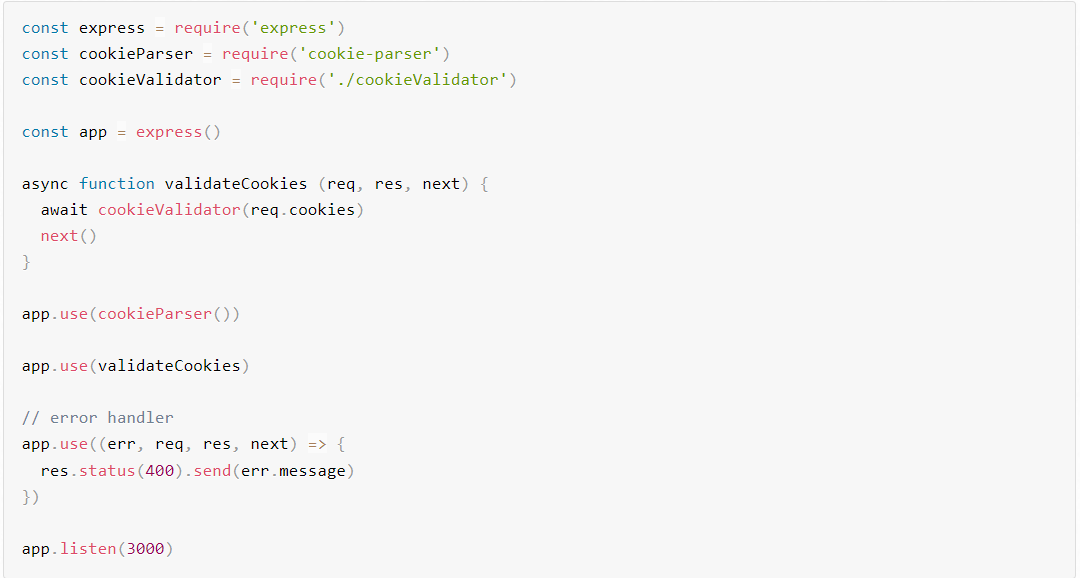 const express = require('express')
const cookieParser = require('cookie-parser')
const cookieValidator = require('./cookieValidator')
const app = express()
async function validateCookies (req, res, next) {
  await cookieValidator(req.cookies)
  next()
}
app.use(cookieParser())
app.use(validateCookies)
// error handler
app.use((err, req, res, next) => {
  res.status(400).send(err.message)
})
app.listen(3000)